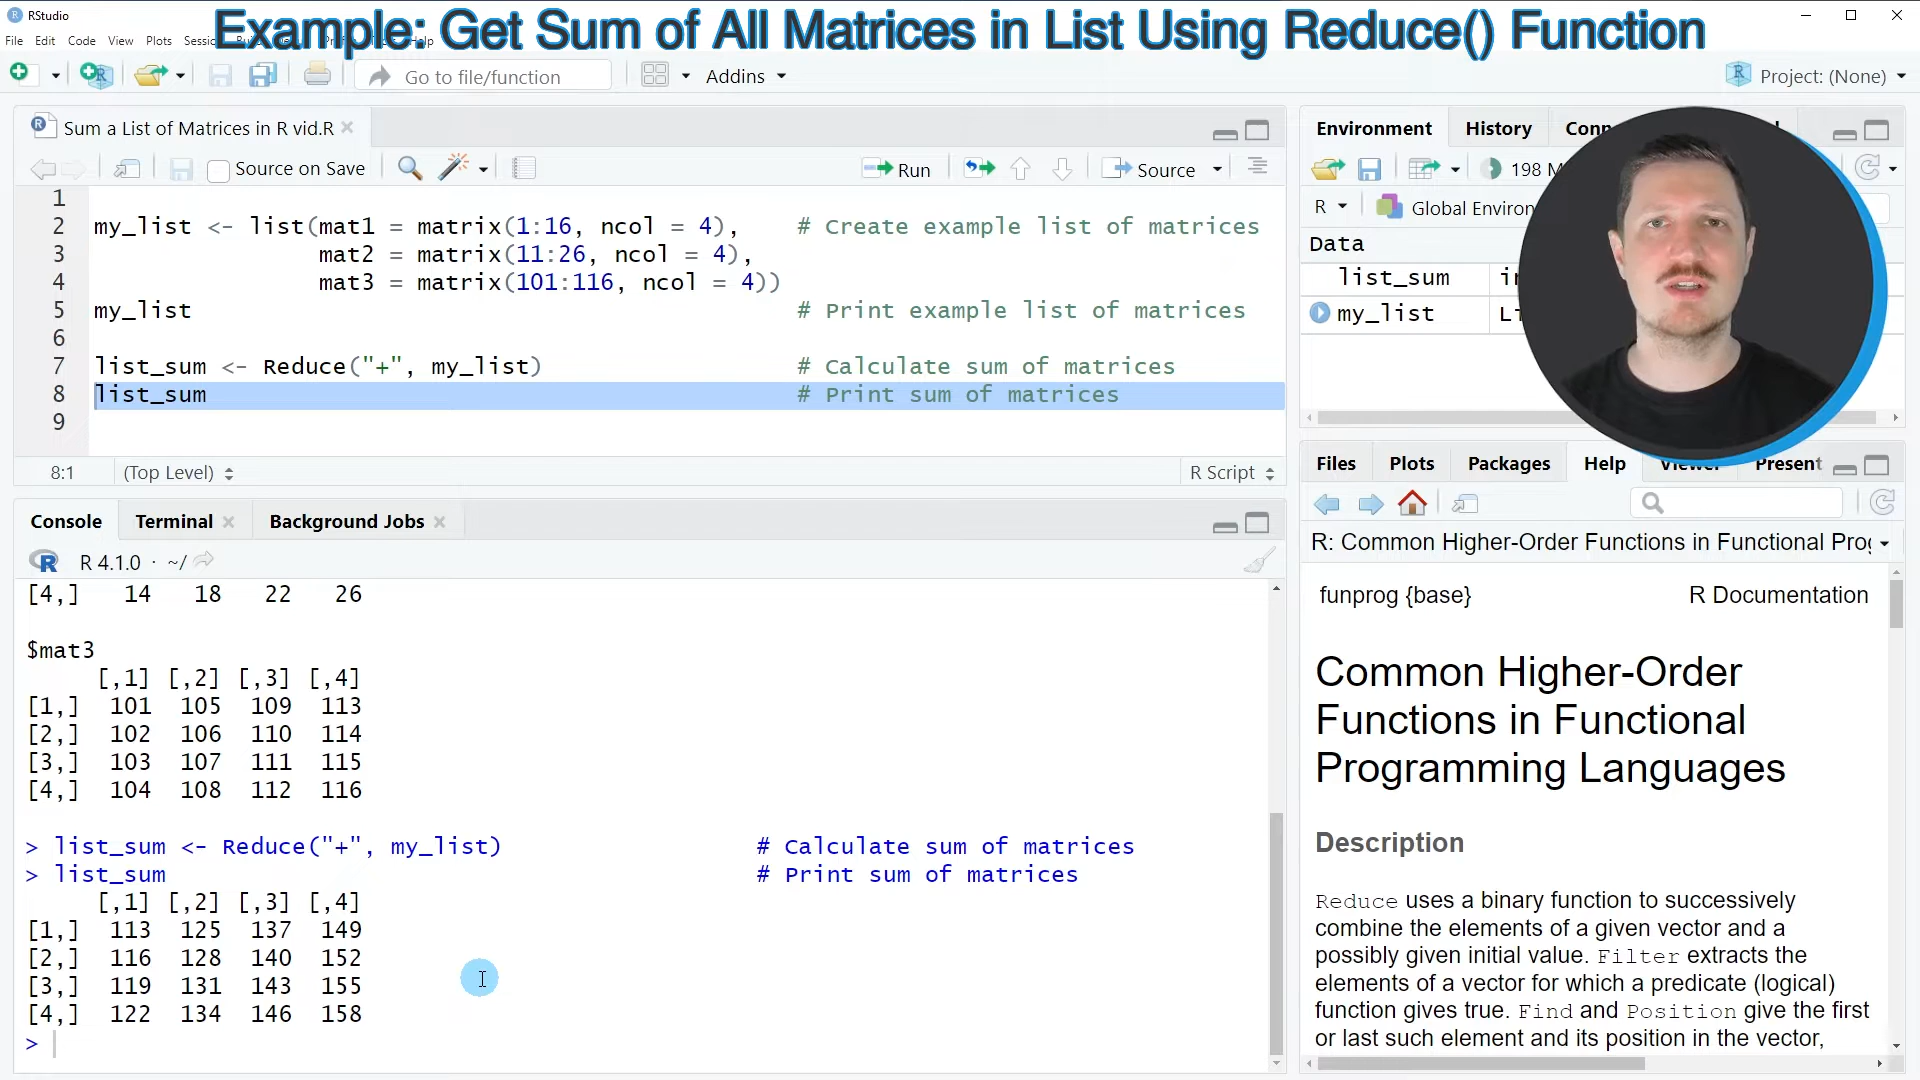 RStudio
Example: Get Sum of All Matrices in List Using Reduce() Function
File Edit Code View Plots Help
Go to file/function
Addins
Project: (None)
Sum a List of Matrices in R vid.R
Source on Save
Run
Source
1
2 my_list <- list(mat1 = matrix(1:16, ncol = 4), # Create example list of matrices
3 mat2 = matrix(11:26, ncol = 4),
4 mat3 = matrix(101:116, ncol = 4))
5 my_list # Print example list of matrices
6
7 list_sum <- Reduce("+", my_list) # Calculate sum of matrices
8 list_sum # Print sum of matrices
9
8:1 (Top Level) R Script
Console Terminal Background Jobs
R 4.1.0 · ~/
[4,] 14 18 22 26
$mat3
[,1] [,2] [,3] [,4]
[1,] 101 105 109 113
[2,] 102 106 110 114
[3,] 103 107 111 115
[4,] 104 108 112 116
> list_sum <- Reduce("+", my_list) # Calculate sum of matrices
> list_sum # Print sum of matrices
[,1] [,2] [,3] [,4]
[1,] 113 125 137 149
[2,] 116 128 140 152
[3,] 119 131 143 155
[4,] 122 134 146 158
>
Environment History
198
R Global
Data
list_sum
my_list
Files Plots Packages Help Viewer
R: Common Higher-Order Functions in Functional
funprog {base} R Documentation
Common Higher-Order
Functions in Functional
Programming Languages
Description
Reduce uses a binary function to successively
combine the elements of a given vector and a
possibly given initial value. Filter extracts the
elements of a vector for which a predicate (logical)
function gives true. Find and Position give the first
or last such element and its position in the vector,